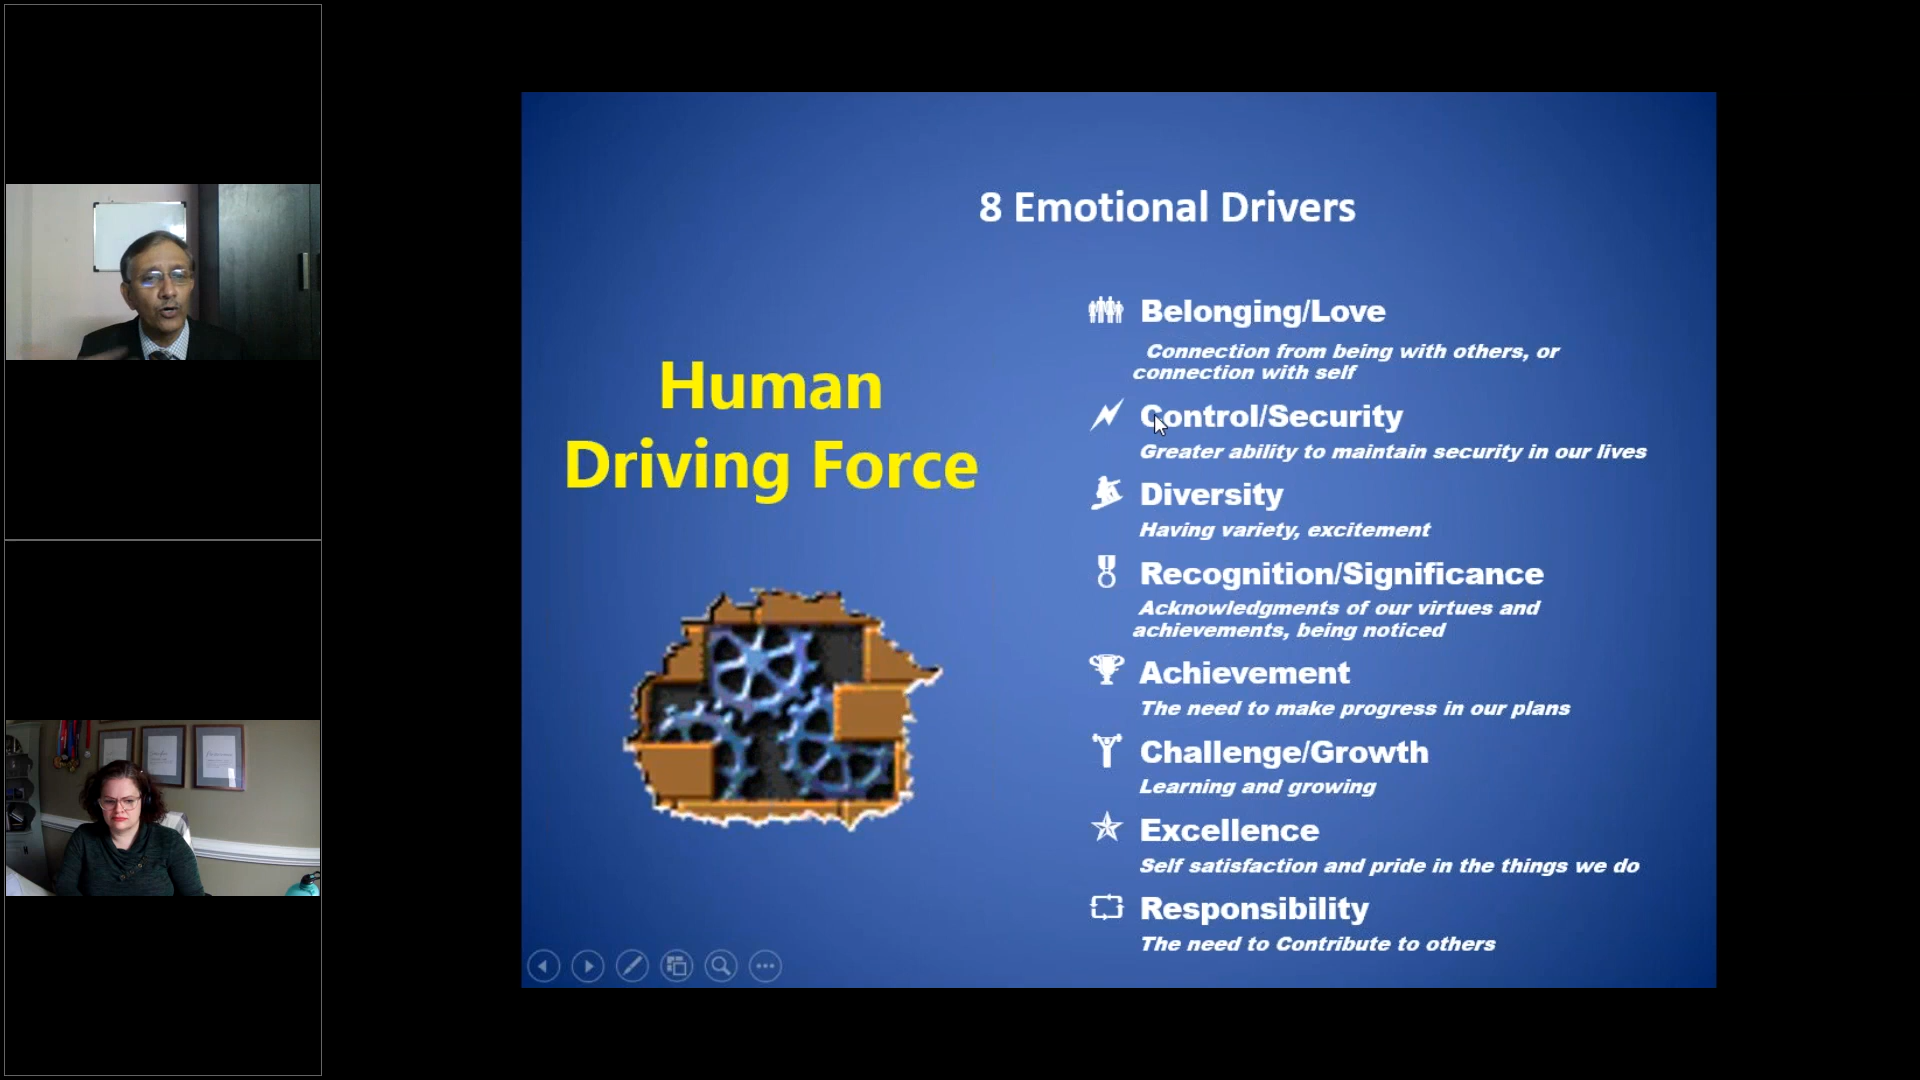 8 Emotional Drivers
Human
Driving Force
Belonging/Love
Connection from being with others, or
connection with self
Control/Security
Greater ability to maintain security in our lives
Diversity
Having variety, excitement
Recognition/Significance
Acknowledgments of our virtues and
achievements, being noticed
Achievement
The need to make progress in our plans
Challenge/Growth
Learning and growing
Excellence
Self satisfaction and pride in the things we do
Responsibility
The need to Contribute to others